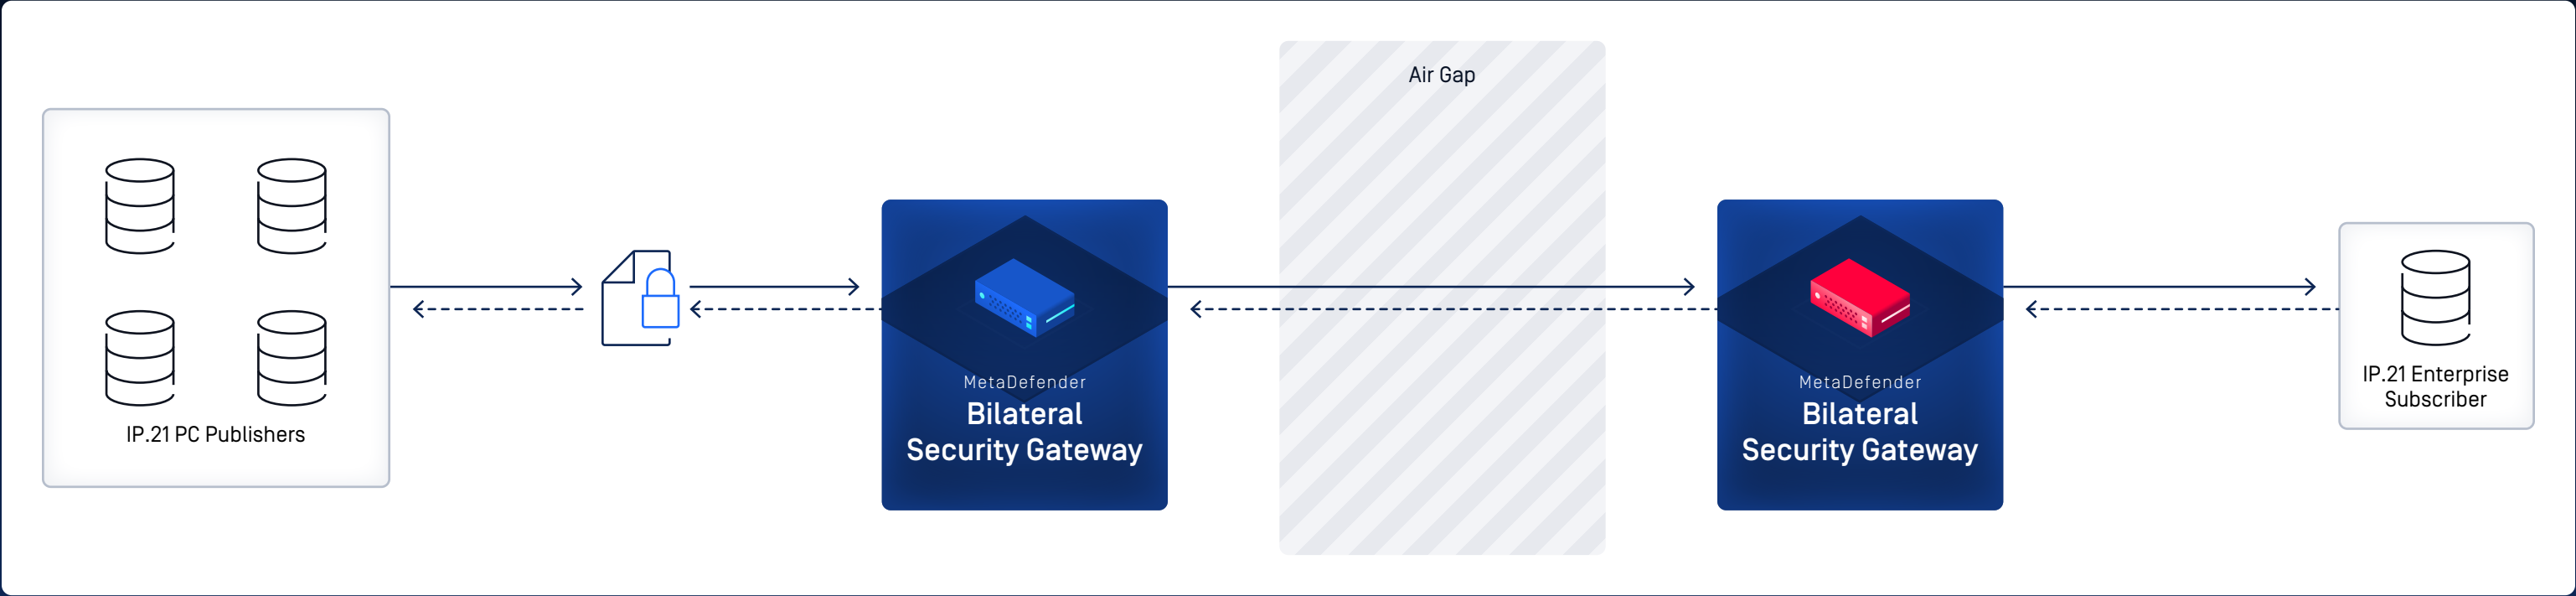 Air Gap
IP.21 PC Publishers
MetaDefender
Bilateral
Security Gateway
MetaDefender
Bilateral
Security Gateway
IP.21 Enterprise
Subscriber